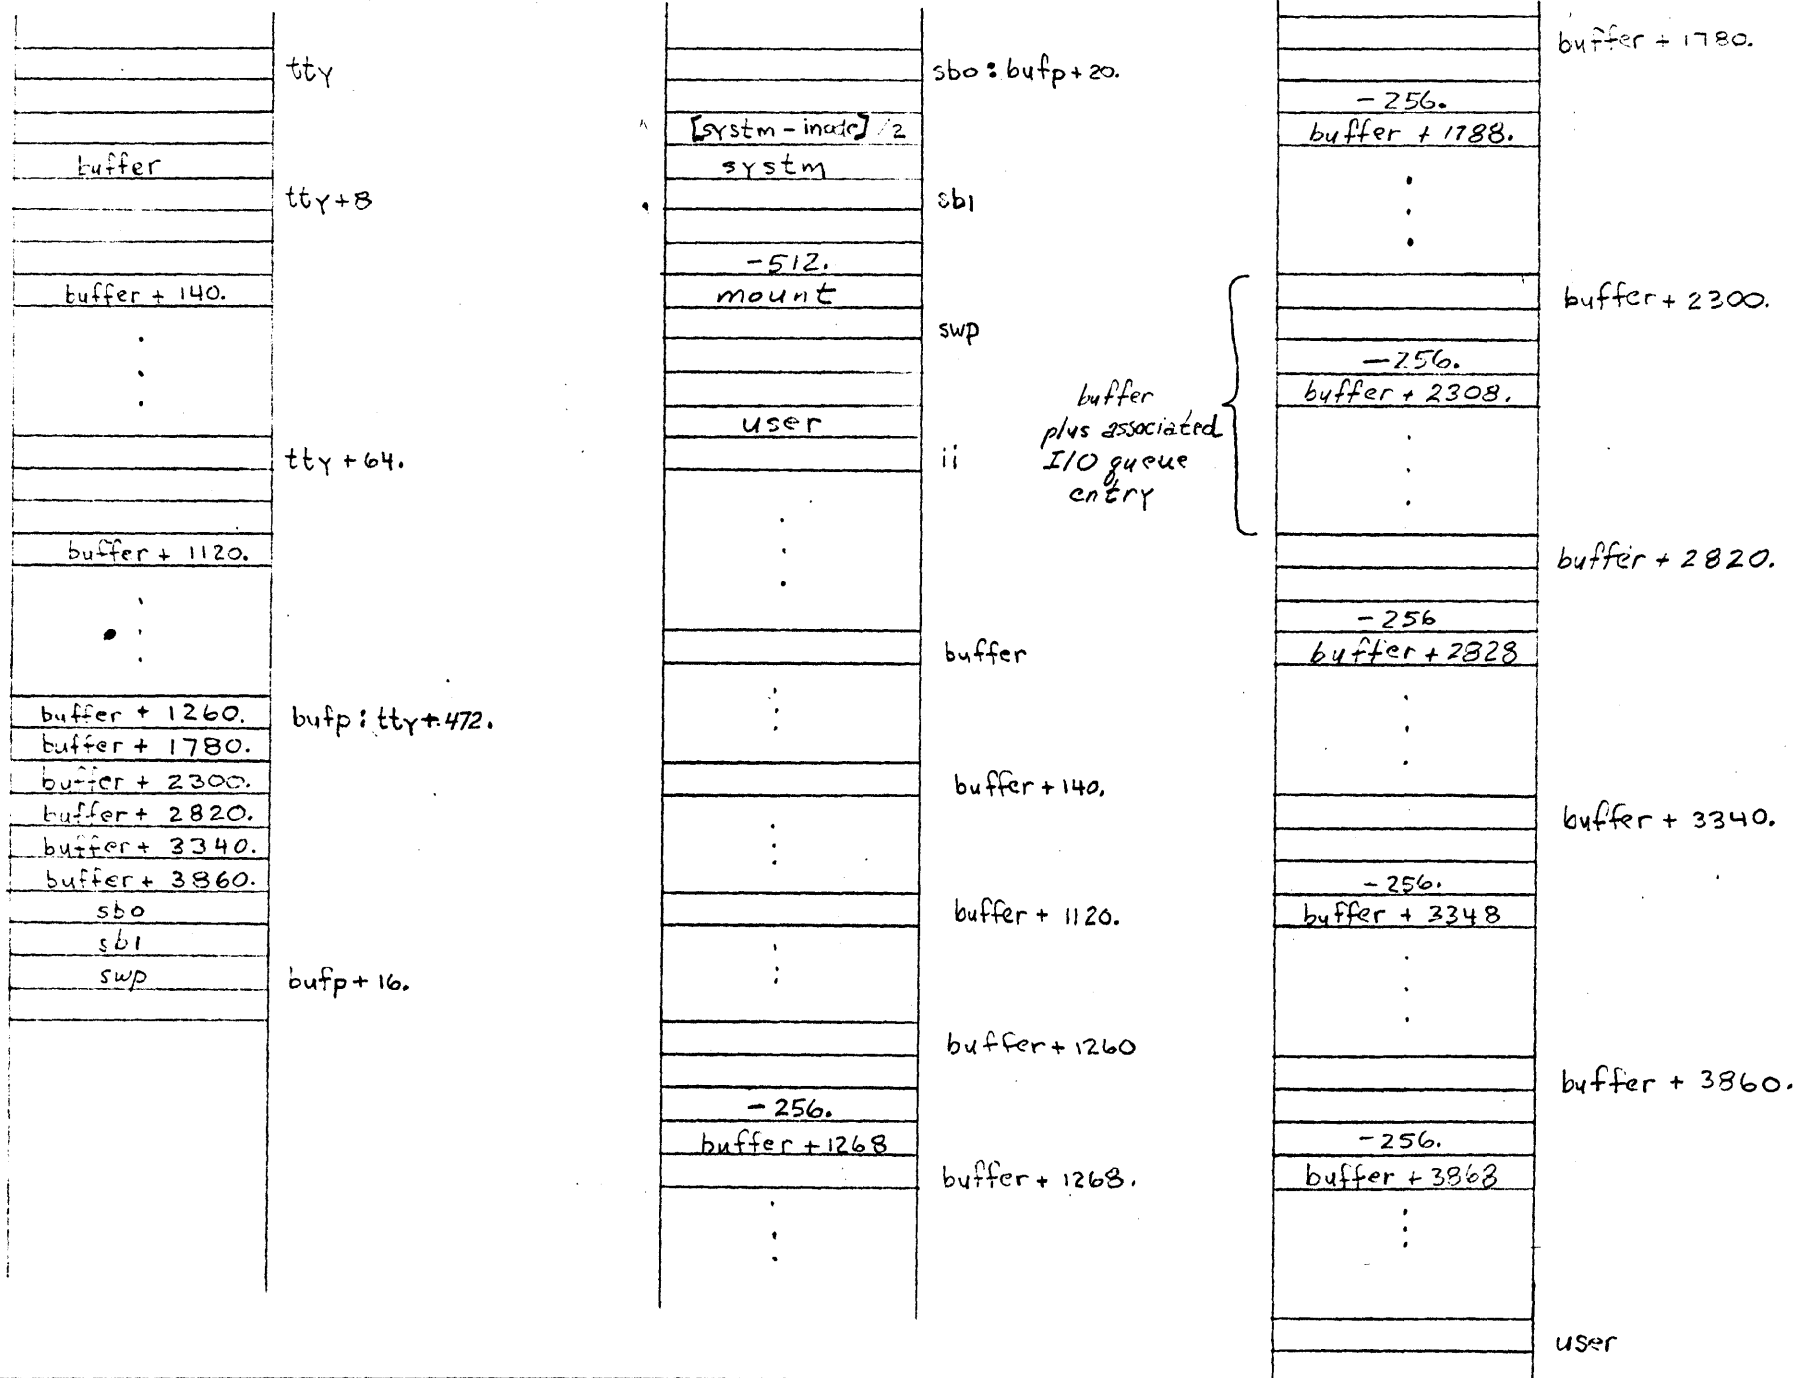 tty
buffer
tty+8
buffer + 140.
tty + 64.
buffer + 1120.
buffer + 1260.
bufp : tty+.472.
buffer + 1780.
buffer + 2300.
buffer + 2820.
buffer + 3340.
buffer + 3860.
sb0
sb1
swp
bufp + 16.
sb0 : bufp + 20.
[systm - inode] /2
systm
sb1
-512.
mount
swp
user
ii
buffer
buffer + 140.
buffer + 1120.
buffer + 1260
- 256.
buffer + 1268
buffer + 1268.
buffer + 1780.
- 256.
buffer + 1788.
buffer + 2300.
- 256.
buffer + 2308.
buffer
plus associated
I/O queue
entry
buffer + 2820.
- 256
buffer + 2828
buffer + 3340.
- 256.
buffer + 3348
buffer + 3860.
- 256.
buffer + 3868
user